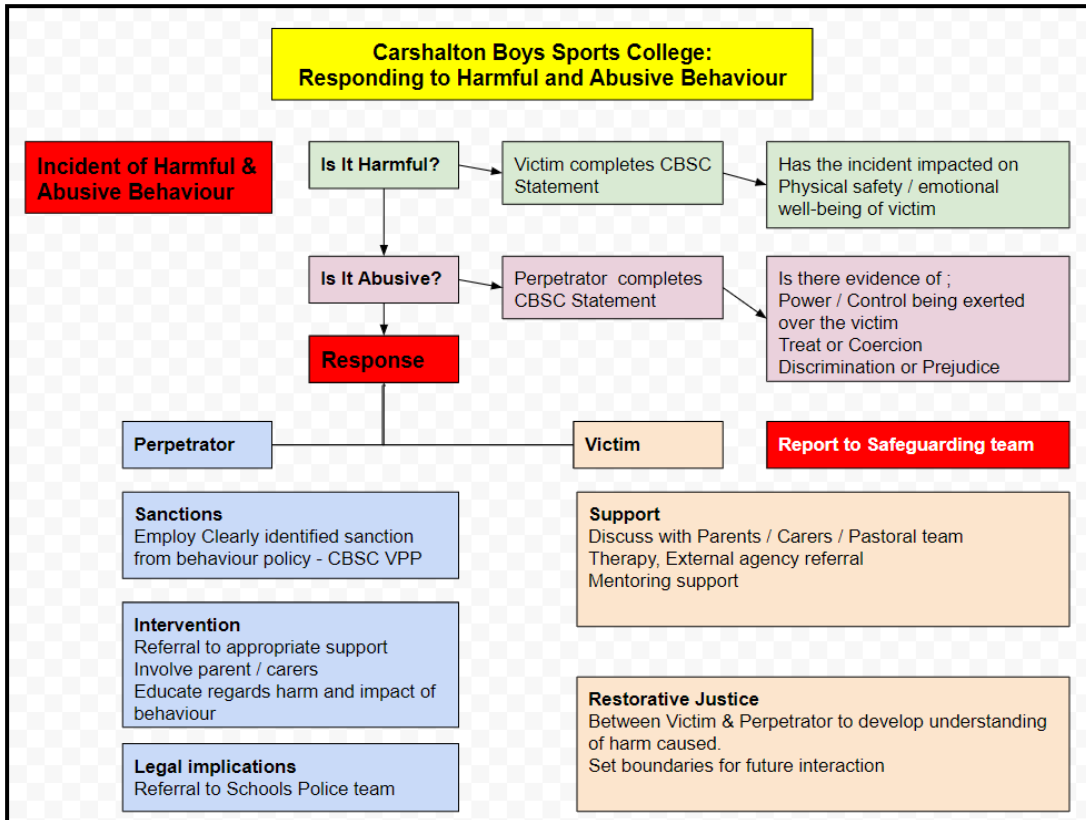 Carshalton Boys Sports College:
Responding to Harmful and Abusive Behaviour
Incident of Harmful &
Abusive Behaviour
Is It Harmful?
Victim completes CBSC
Statement
Has the incident impacted on
Physical safety / emotional
well-being of victim
Is It Abusive?
Perpetrator  completes
CBSC Statement
Is there evidence of ;
Power / Control being exerted
over the victim
Treat or Coercion
Discrimination or Prejudice
Response
Perpetrator
Victim
Report to Safeguarding team
Sanctions
Employ Clearly identified sanction
from behaviour policy - CBSC VPP
Support
Discuss with Parents / Carers / Pastoral team
Therapy, External agency referral
Mentoring support
Intervention
Referral to appropriate support
Involve parent / carers
Educate regards harm and impact of
behaviour
Restorative Justice
Between Victim & Perpetrator to develop understanding
of harm caused.
Set boundaries for future interaction
Legal implications
Referral to Schools Police team